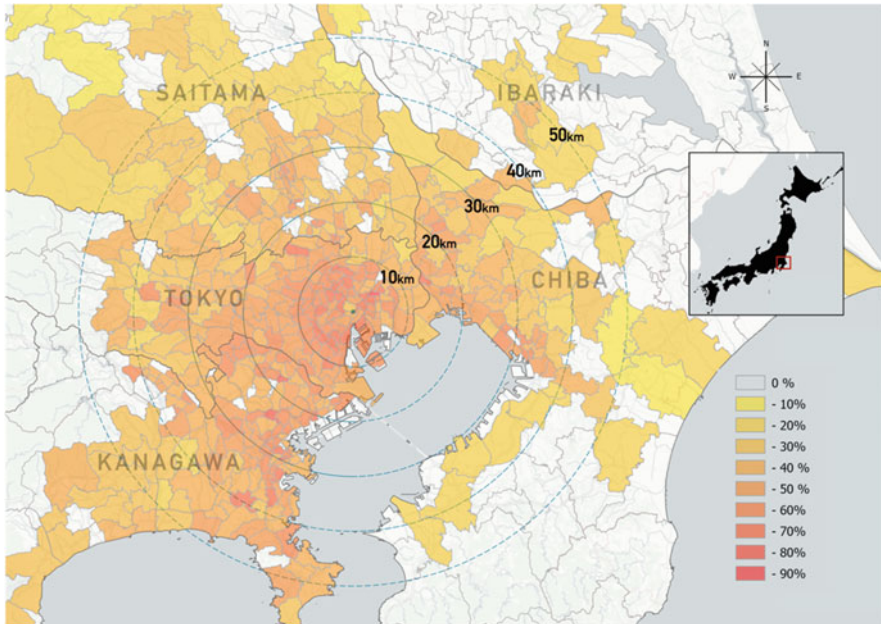 N
W E
S
SAITAMA
IBARAKI
50km
40km
30km
20km
10km
TOKYO
CHIBA
KANAGAWA
0 %
- 10%
- 20%
- 30%
- 40 %
- 50 %
- 60%
- 70%
- 80%
- 90%